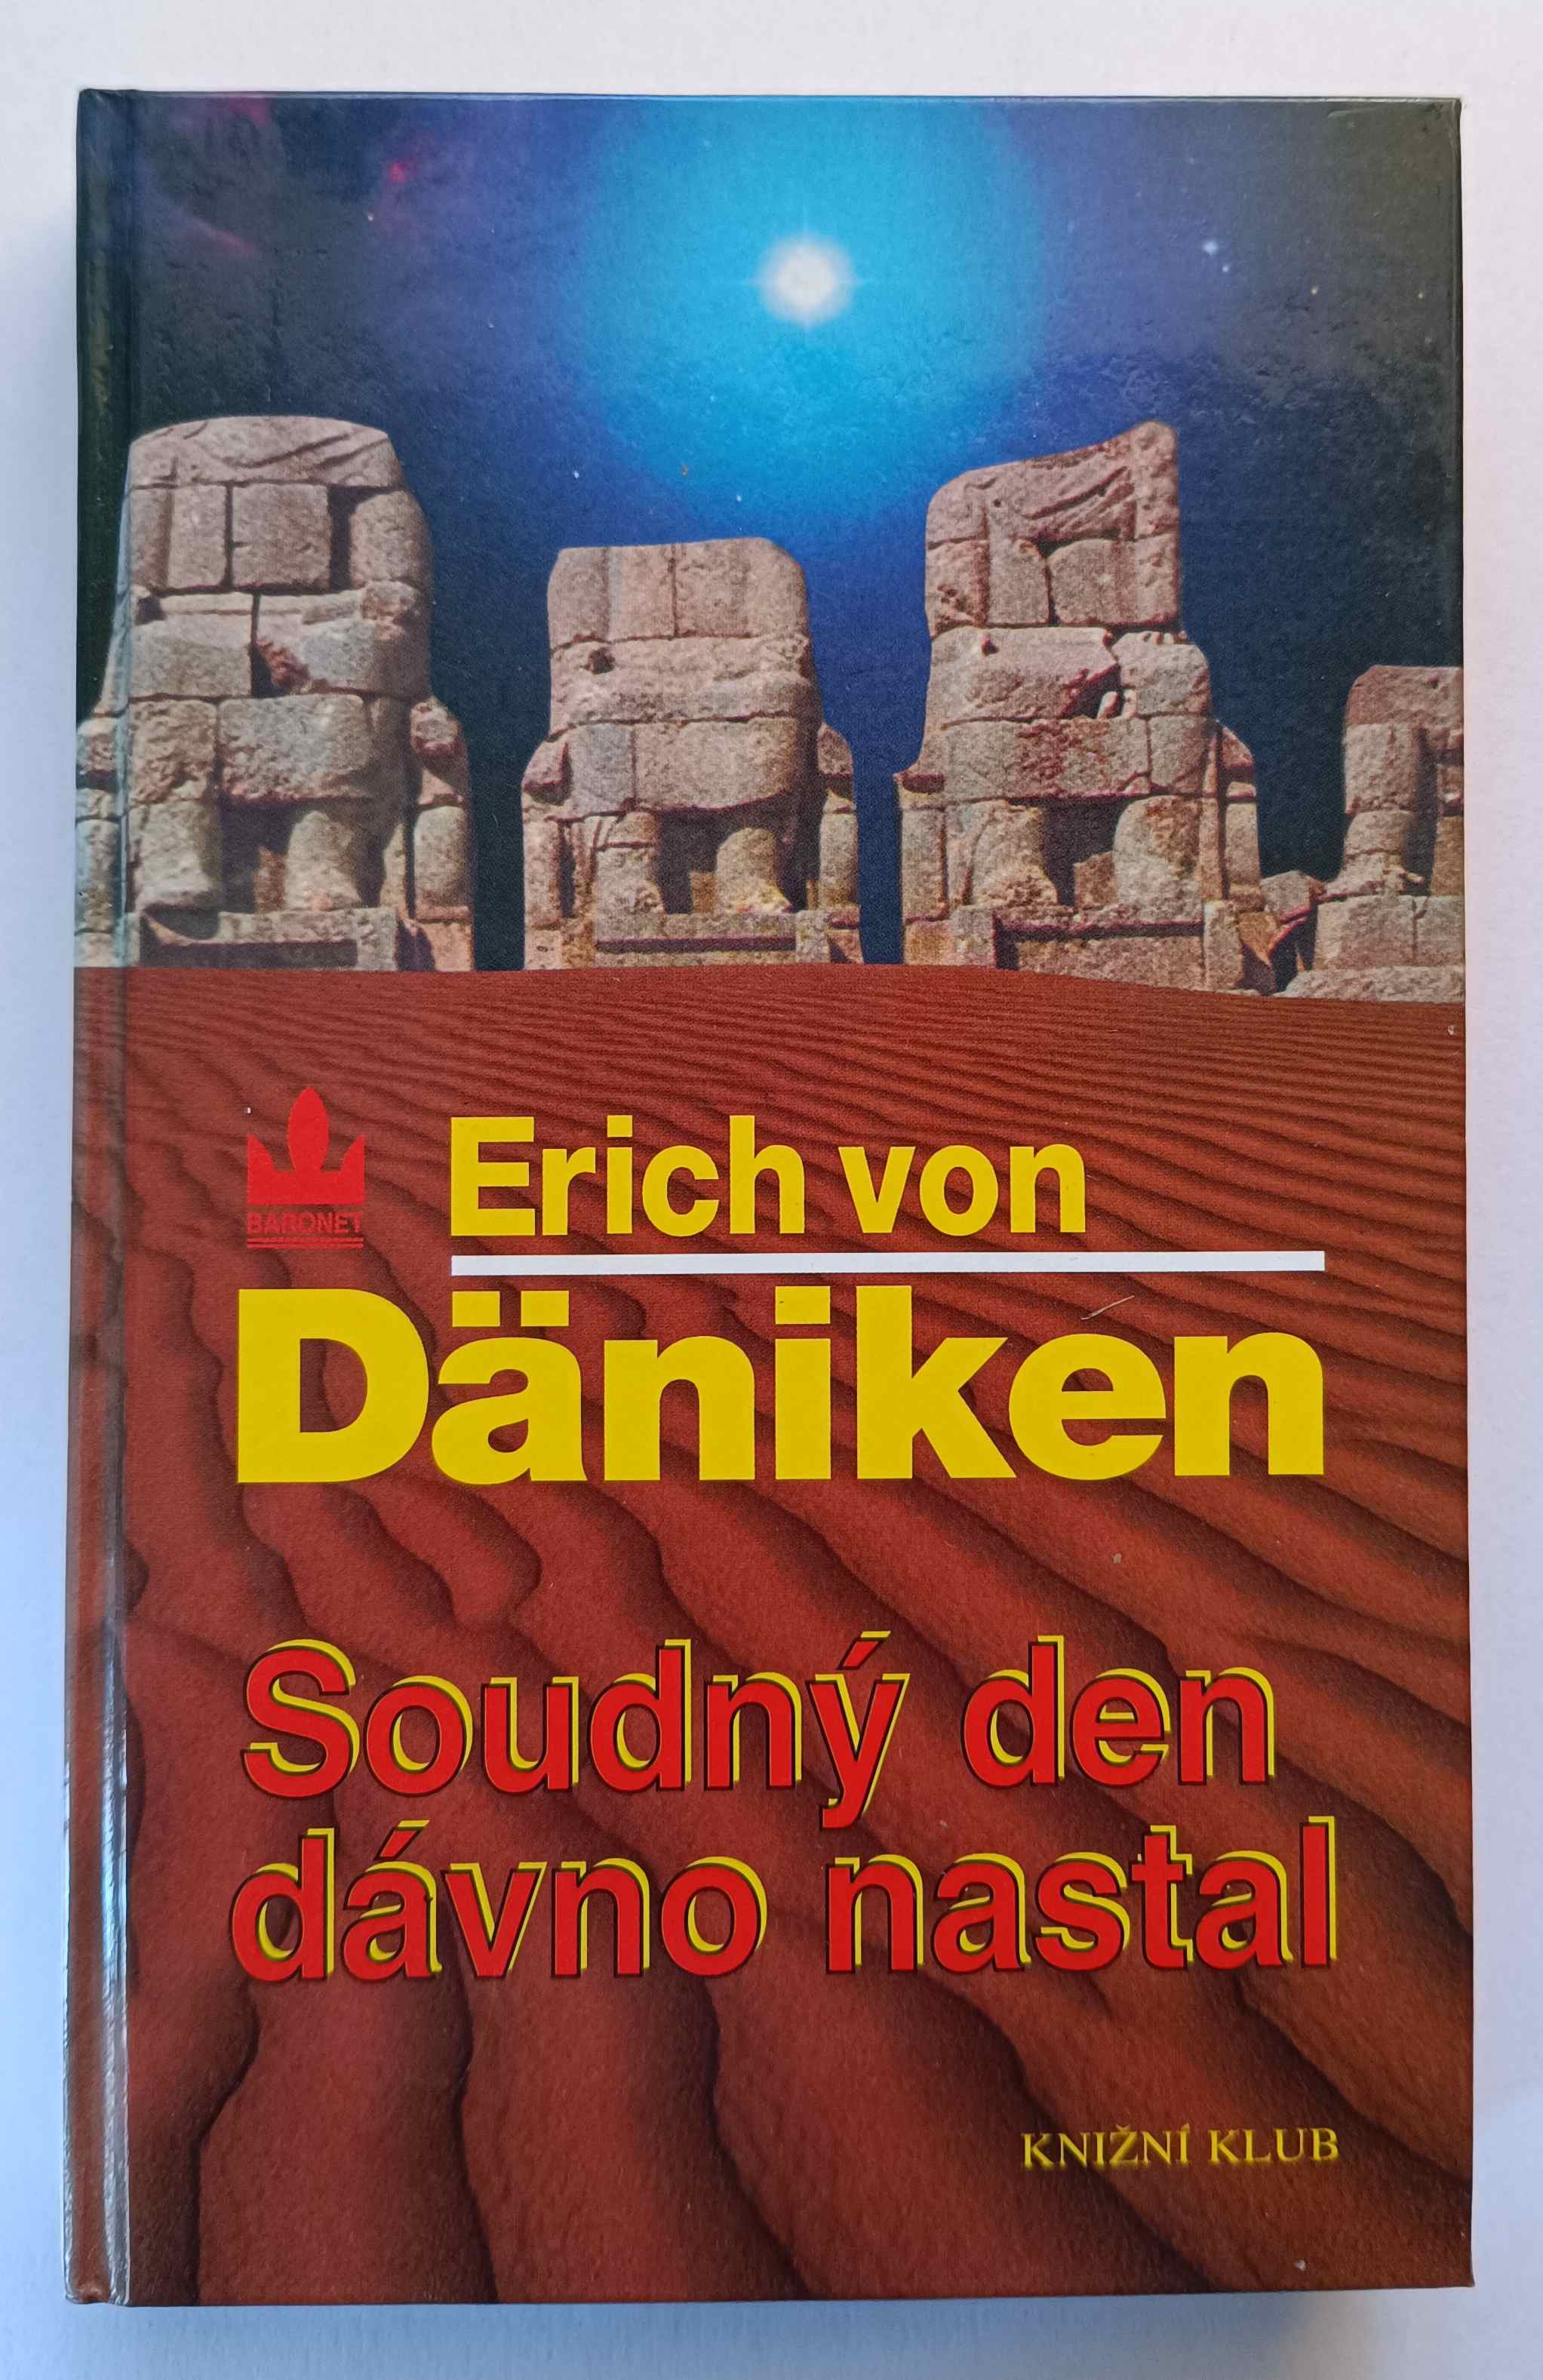 BARONET
Erich von
Däniken
Soudný den
dávno nastal
KNIŽNÍ KLUB